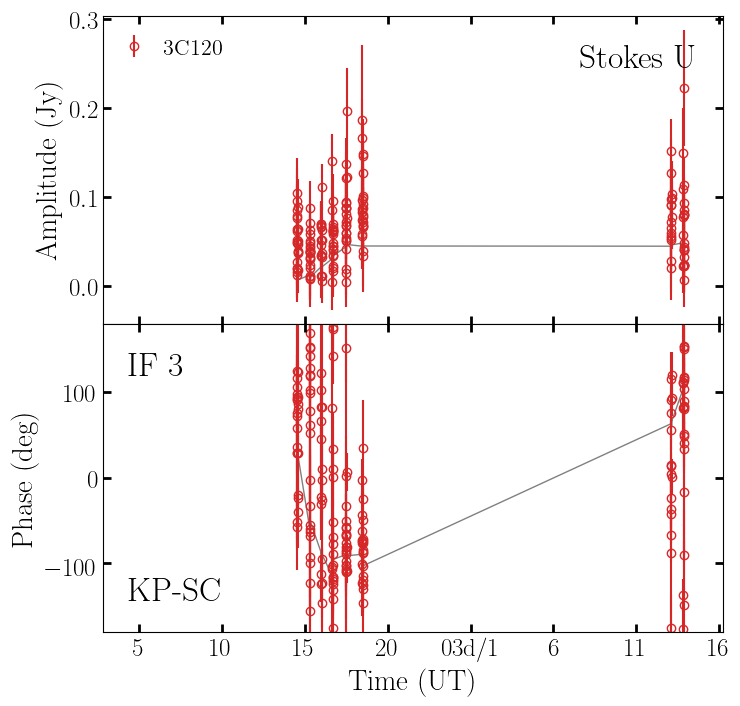 0.3
3C120
Stokes U
0.2
0.1
0.0
Amplitude (Jy)
IF 3
100
0
−100
Phase (deg)
KP-SC
5 10 15 20 03d/1 6 11 16
Time (UT)